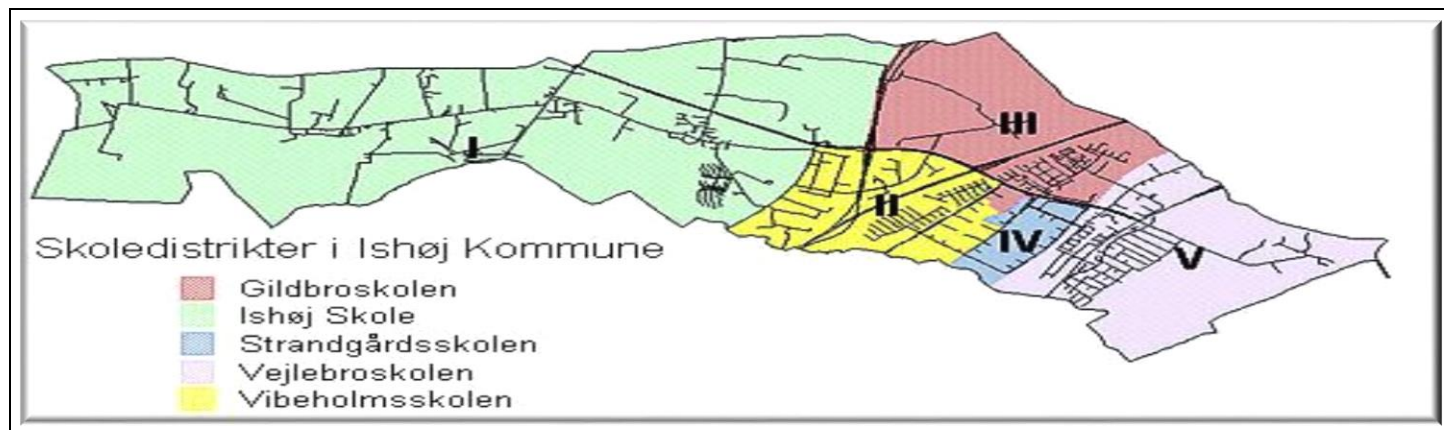 III
I
II
IV
V
Skoledistrikter i Ishøj Kommune
Gildbroskolen
Ishøj Skole
Strandgårdsskolen
Vejlebroskolen
Vibeholmsskolen